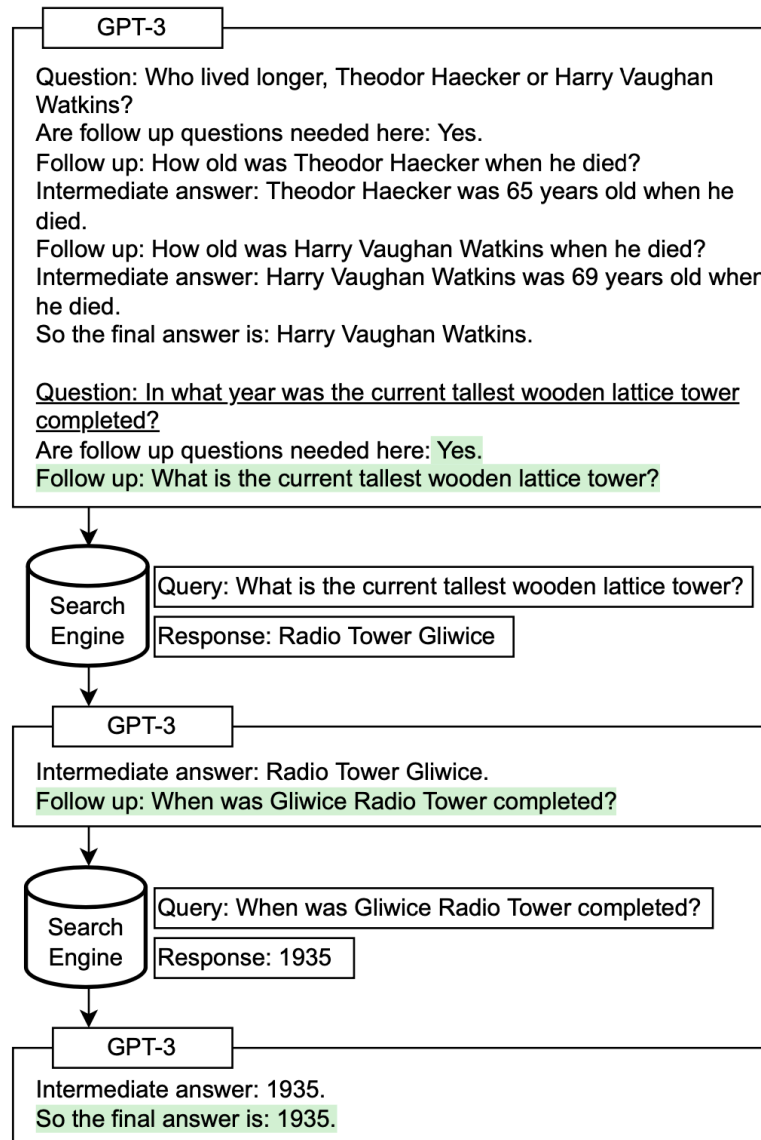 GPT-3
Question: Who lived longer, Theodor Haecker or Harry Vaughan
Watkins?
Are follow up questions needed here: Yes.
Follow up: How old was Theodor Haecker when he died?
Intermediate answer: Theodor Haecker was 65 years old when he
died.
Follow up: How old was Harry Vaughan Watkins when he died?
Intermediate answer: Harry Vaughan Watkins was 69 years old when
he died.
So the final answer is: Harry Vaughan Watkins.
Question: In what year was the current tallest wooden lattice tower
completed?
Are follow up questions needed here: Yes.
Follow up: What is the current tallest wooden lattice tower?
Search
Engine
Query: What is the current tallest wooden lattice tower?
Response: Radio Tower Gliwice
GPT-3
Intermediate answer: Radio Tower Gliwice.
Follow up: When was Gliwice Radio Tower completed?
Search
Engine
Query: When was Gliwice Radio Tower completed?
Response: 1935
GPT-3
Intermediate answer: 1935.
So the final answer is: 1935.